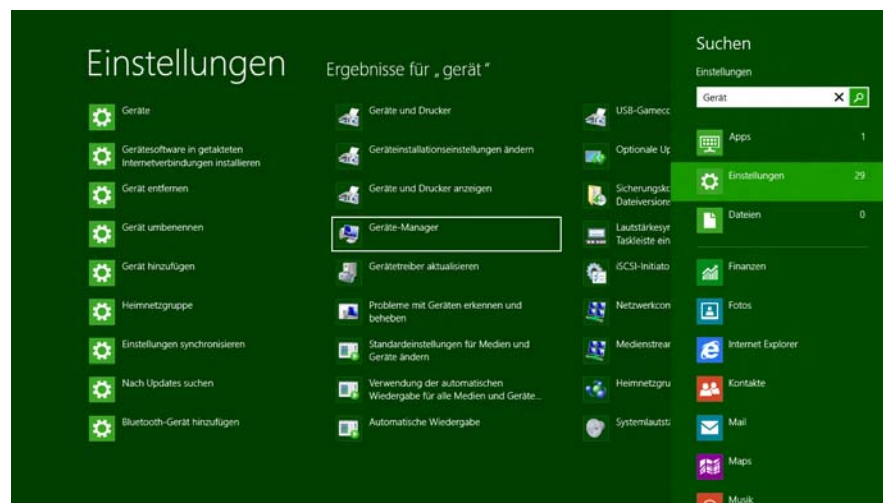 Einstellungen
Ergebnisse für „ gerät “
Geräte
Gerätesoftware in getakteten
Internetverbindungen installieren
Gerät entfernen
Gerät umbenennen
Gerät hinzufügen
Heimnetzgruppe
Einstellungen synchronisieren
Nach Updates suchen
Bluetooth-Gerät hinzufügen
Geräte und Drucker
Geräteinstallationseinstellungen ändern
Geräte und Drucker anzeigen
Geräte-Manager
Gerätetreiber aktualisieren
Probleme mit Geräten erkennen und
beheben
Standardeinstellungen für Medien und
Geräte ändern
Verwendung der automatischen
Wiedergabe für alle Medien und Geräte...
Automatische Wiedergabe
USB-Gamecc
Optionale Up
Sicherungskc
Dateiversions
Lautstärkesyr
Taskleiste ein
iSCSI-Initiato
Netzwerkcon
Medienstrear
Heimnetzgru
Systemlautstä
Suchen
Einstellungen
Gerät
Apps 1
Einstellungen 29
Dateien 0
Finanzen
Fotos
Internet Explorer
Kontakte
Mail
Maps
Musik